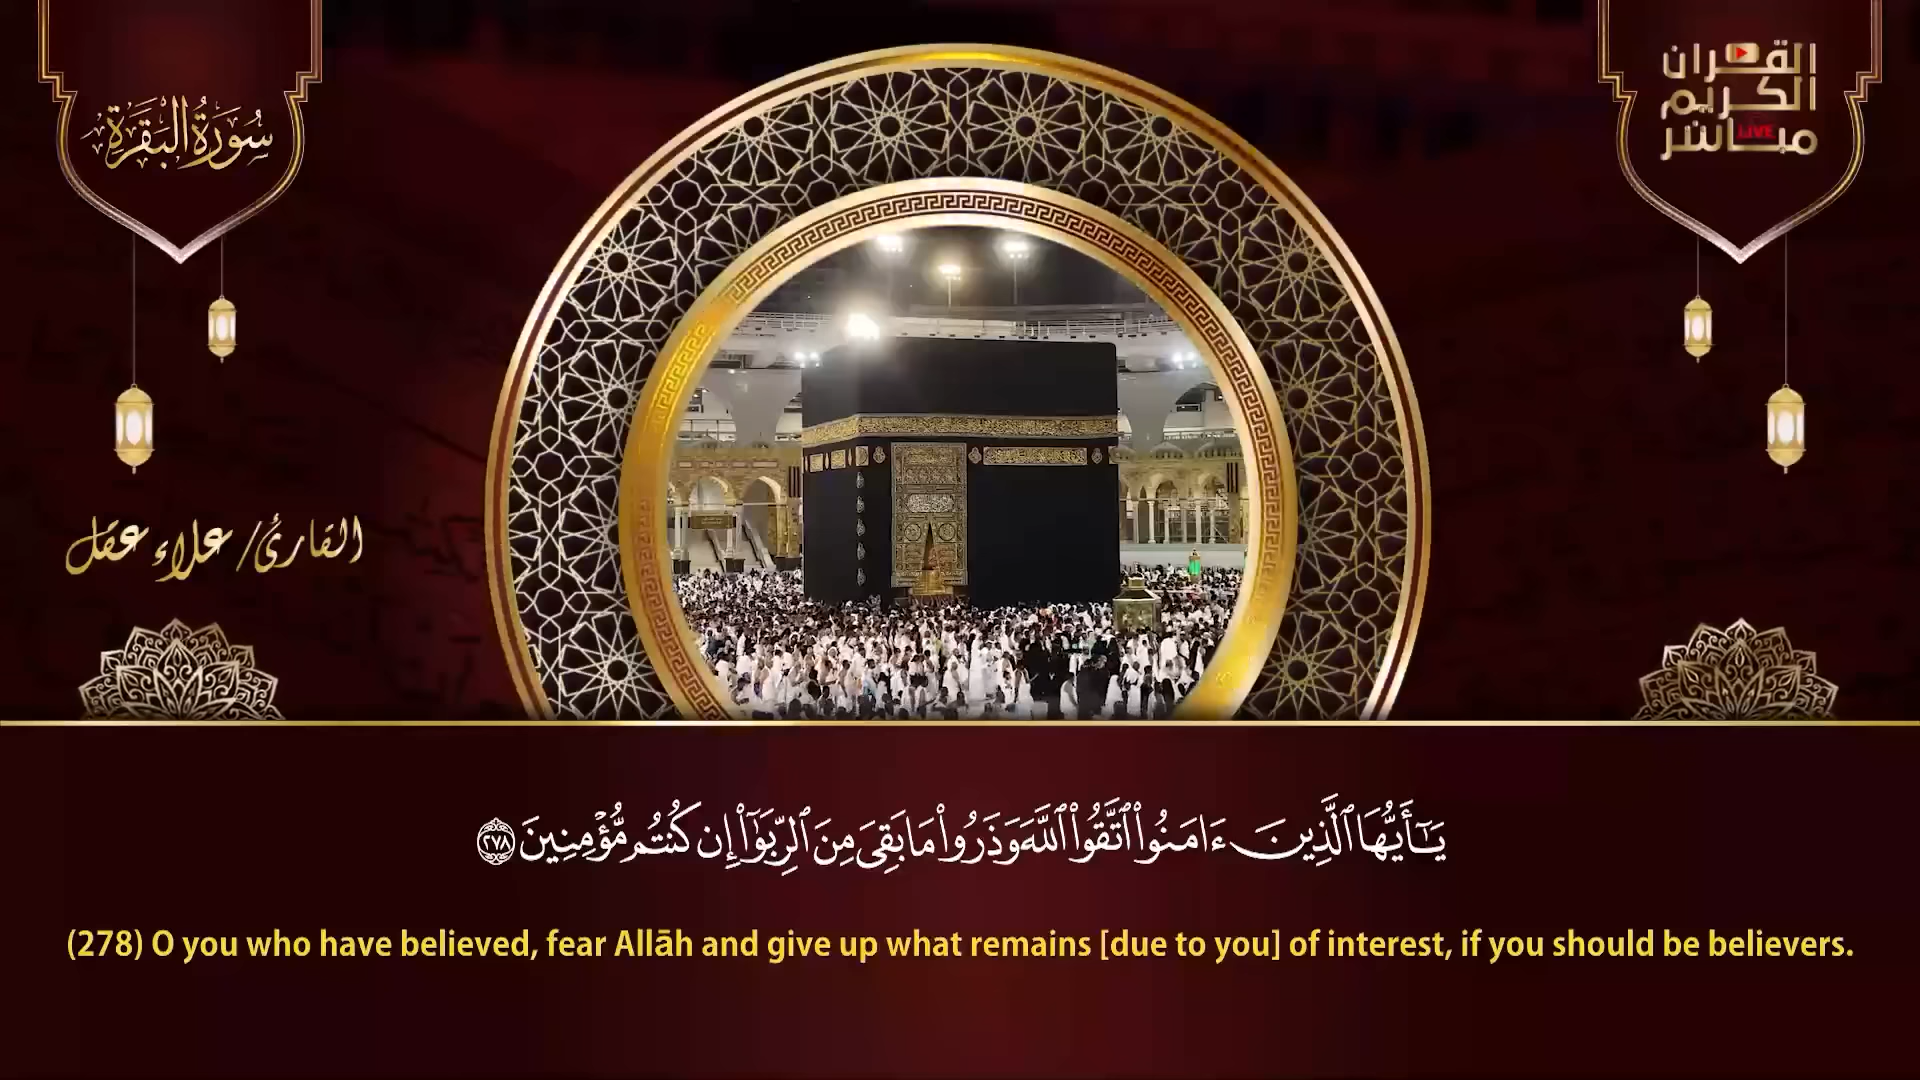 سُورَةُ البَقَرَةِ
القرآن
الكريم
مباشر
LIVE
القارئ/ علاء عقل
يَـٰٓأَيُّهَا ٱلَّذِينَ ءَامَنُوا۟ ٱتَّقُوا۟ ٱللَّهَ وَذَرُوا۟ مَا بَقِىَ مِنَ ٱلرِّبَوٰٓا۟ إِن كُنتُم مُّؤْمِنِينَ ٢٧٨
(278) O you who have believed, fear Allāh and give up what remains [due to you] of interest, if you should be believers.